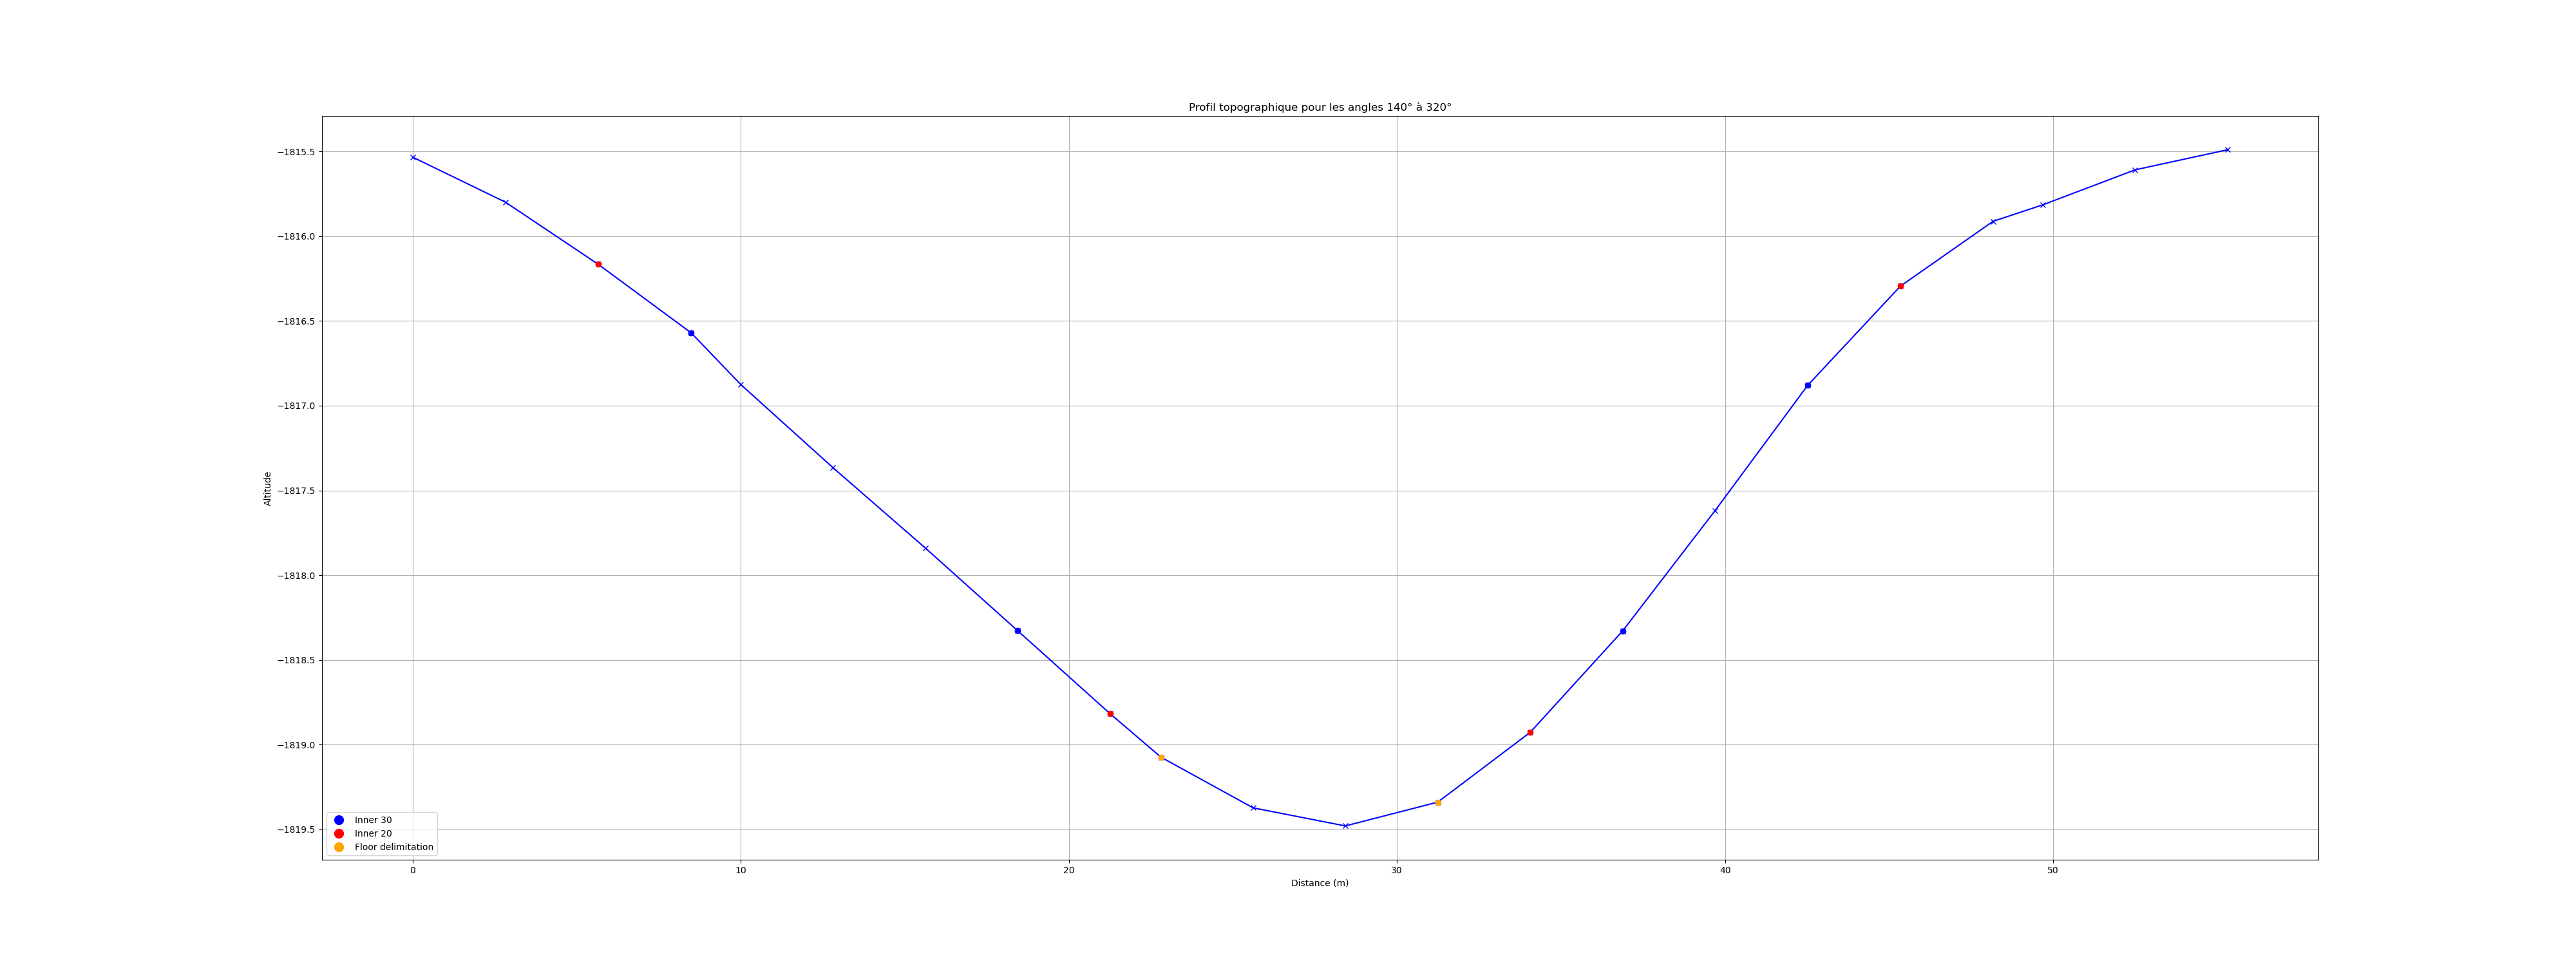 Profil topographique pour les angles 140° à 320°
−1815.5
−1816.0
−1816.5
−1817.0
−1817.5
−1818.0
−1818.5
−1819.0
−1819.5
Altitude
Inner 30
Inner 20
Floor delimitation
0 10 20 30 40 50
Distance (m)